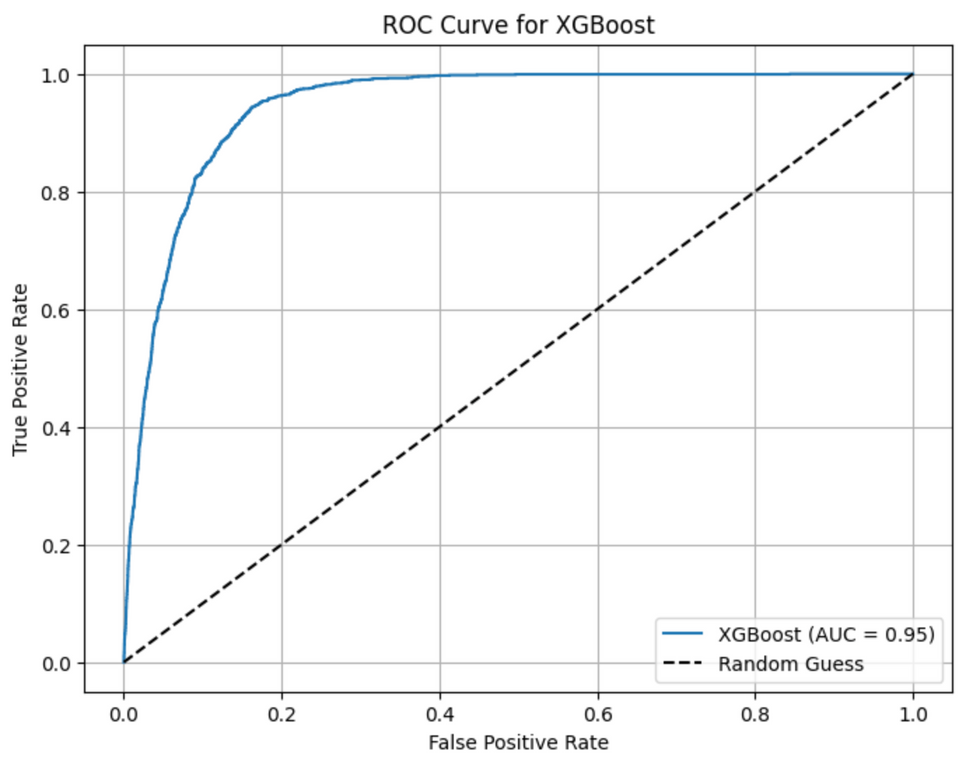 ROC Curve for XGBoost
1.0
0.8
0.6
0.4
0.2
0.0
True Positive Rate
0.0 0.2 0.4 0.6 0.8 1.0
False Positive Rate
XGBoost (AUC = 0.95)
Random Guess